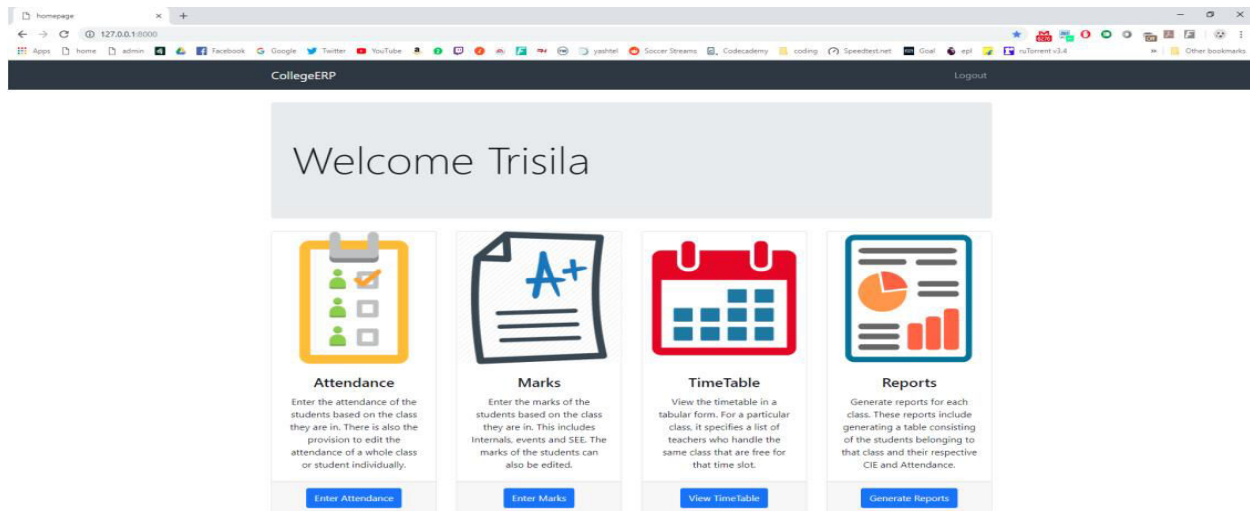 homepage
127.0.0.1:8000
Apps home admin Facebook Google Twitter YouTube yashtel Soccer Streams Codecademy coding Speedtest.net Goal epl ruTorrent v3.4 Other bookmarks
CollegeERP Logout
Welcome Trisila
A+
Attendance
Enter the attendance of the
students based on the class
they are in. There is also the
provision to edit the
attendance of a whole class
or student individually.
Enter Attendance
Marks
Enter the marks of the
students based on the class
they are in. This includes
Internals, events and SEE. The
marks of the students can
also be edited.
Enter Marks
TimeTable
View the timetable in a
tabular form. For a particular
class, it specifies a list of
teachers who handle the
same class that are free for
that time slot.
View TimeTable
Reports
Generate reports for each
class. These reports include
generating a table consisting
of the students belonging to
that class and their respective
CIE and Attendance.
Generate Reports